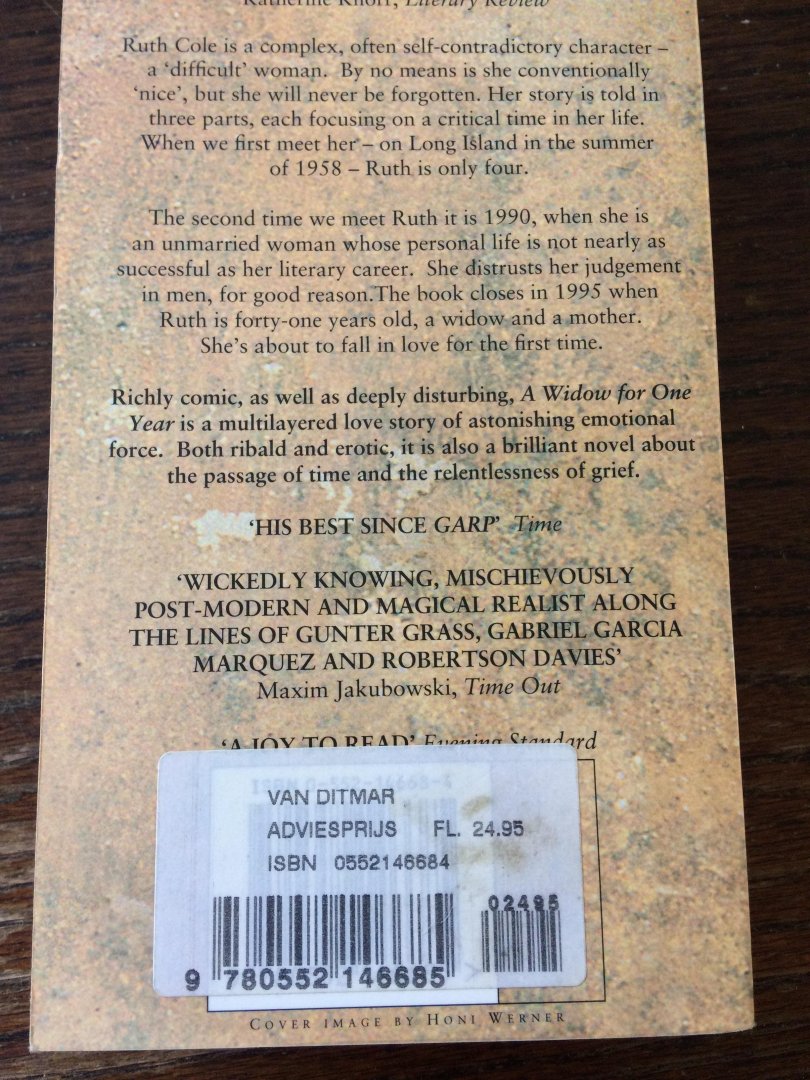 Katherine Knorr, Literary Review
Ruth Cole is a complex, often self-contradictory character –
a ‘difficult’ woman. By no means is she conventionally
‘nice’, but she will never be forgotten. Her story is told in
three parts, each focusing on a critical time in her life.
When we first meet her – on Long Island in the summer
of 1958 – Ruth is only four.
The second time we meet Ruth it is 1990, when she is
an unmarried woman whose personal life is not nearly as
successful as her literary career. She distrusts her judgement
in men, for good reason.The book closes in 1995 when
Ruth is forty-one years old, a widow and a mother.
She’s about to fall in love for the first time.
Richly comic, as well as deeply disturbing, A Widow for One
Year is a multilayered love story of astonishing emotional
force. Both ribald and erotic, it is also a brilliant novel about
the passage of time and the relentlessness of grief.
‘HIS BEST SINCE GARP’ Time
‘WICKEDLY KNOWING, MISCHIEVOUSLY
POST-MODERN AND MAGICAL REALIST ALONG
THE LINES OF GUNTER GRASS, GABRIEL GARCIA
MARQUEZ AND ROBERTSON DAVIES’
Maxim Jakubowski, Time Out
‘A JOY TO READ’ Evening Standard
ISBN 0-552-14668-4
VAN DITMAR
ADVIESPRIJS FL. 24.95
ISBN 0552146684
02495
9 780552 146685
COVER IMAGE BY HONI WERNER